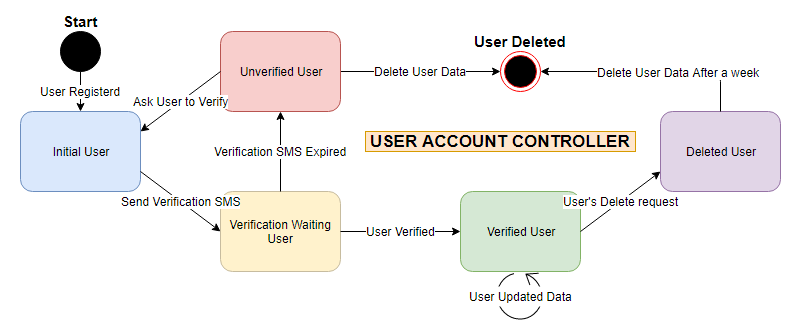 Start
User Deleted
User Registerd
Unverified User
Delete User Data
Delete User Data After a week
Ask User to Verify
Initial User
Verification SMS Expired
USER ACCOUNT CONTROLLER
Deleted User
Send Verification SMS
User's Delete request
Verification Waiting
User
User Verified
Verified User
User Updated Data